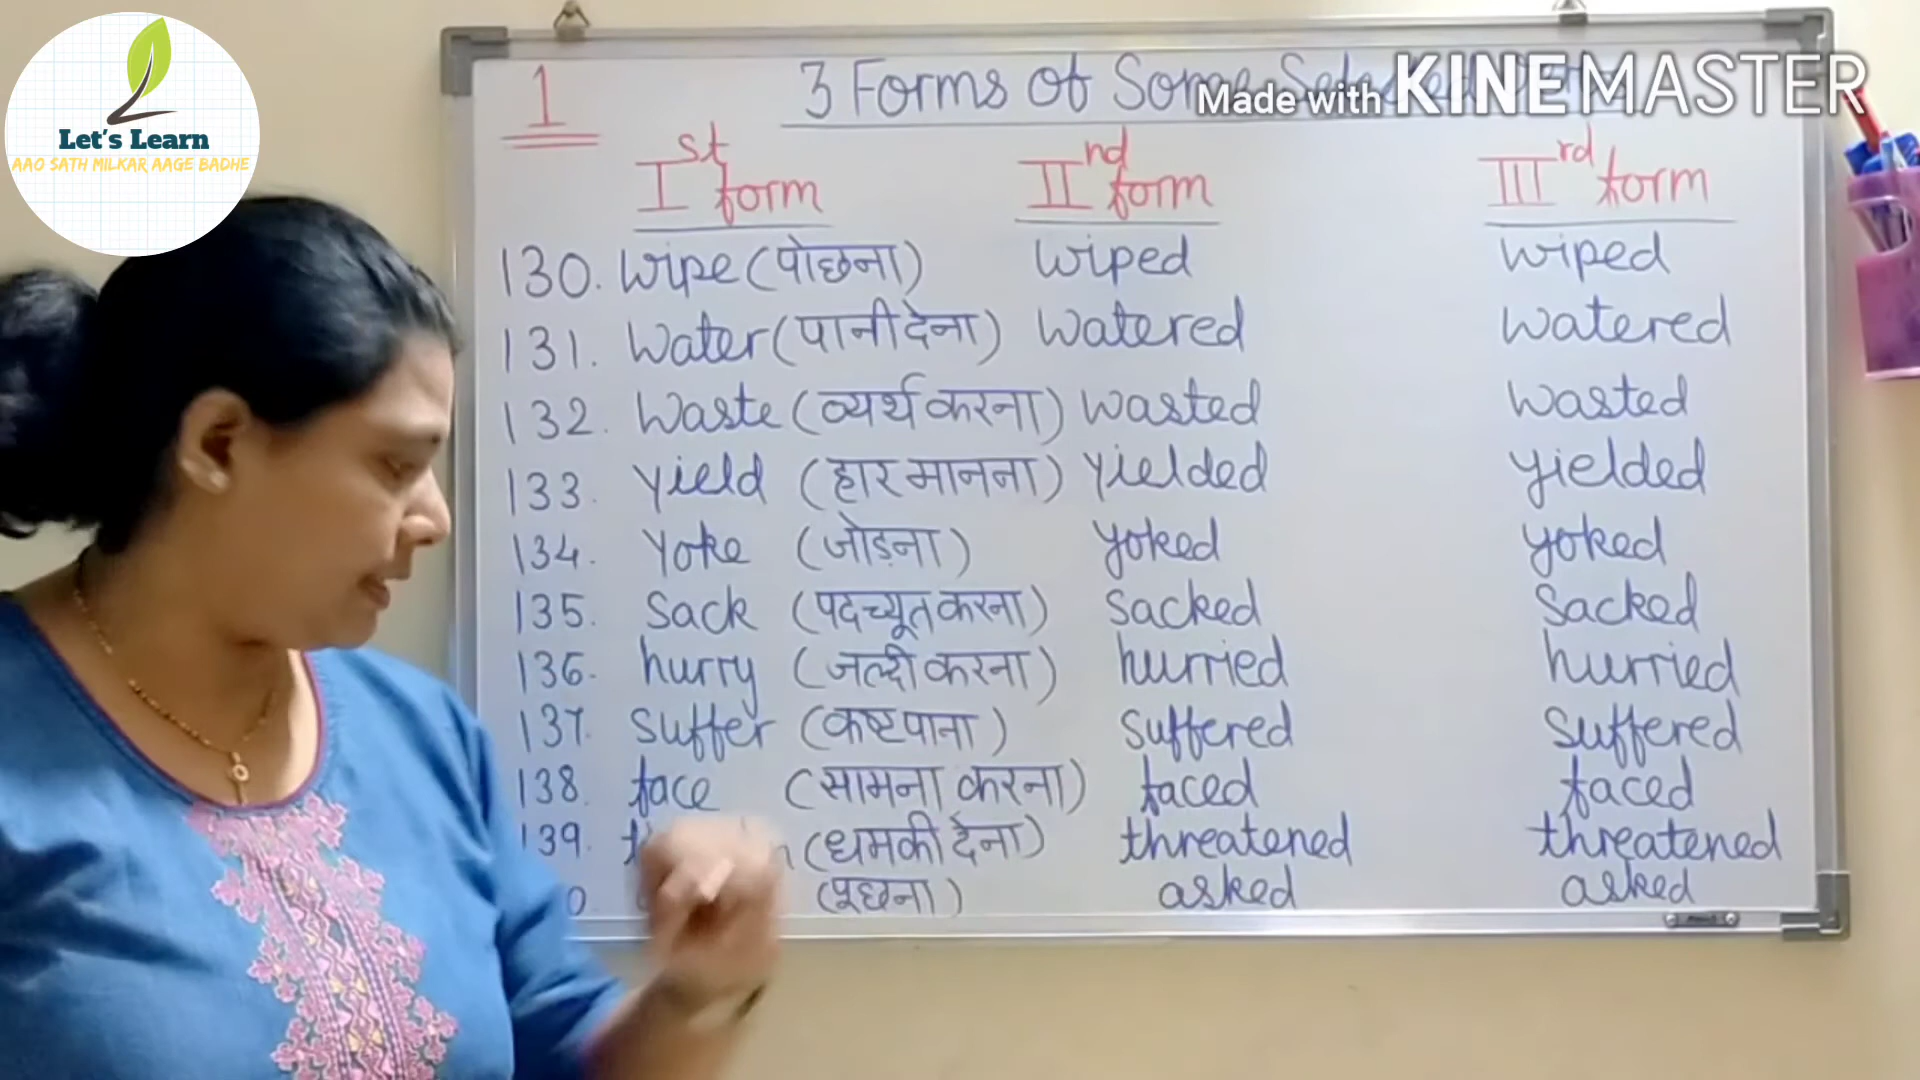 Let's Learn
AAO SATH MILKAR AAGE BADHE
Made with KINEMASTER
1
3 Forms of Some
Ist form IInd form IIIrd form
130. Wipe (पोछना) wiped wiped
131. Water (पानी देना) watered watered
132. Waste (व्यर्थ करना) wasted wasted
133. Yield (हार मानना) yielded yielded
134. Yoke (जोड़ना) yoked yoked
135. Sack (पदच्यूत करना) sacked sacked
136. hurry (जल्दी करना) hurried hurried
137. suffer (कष्ट पाना) suffered suffered
138. face (सामना करना) faced faced
139. (धमकी देना) threatened threatened
(पूछना) asked asked